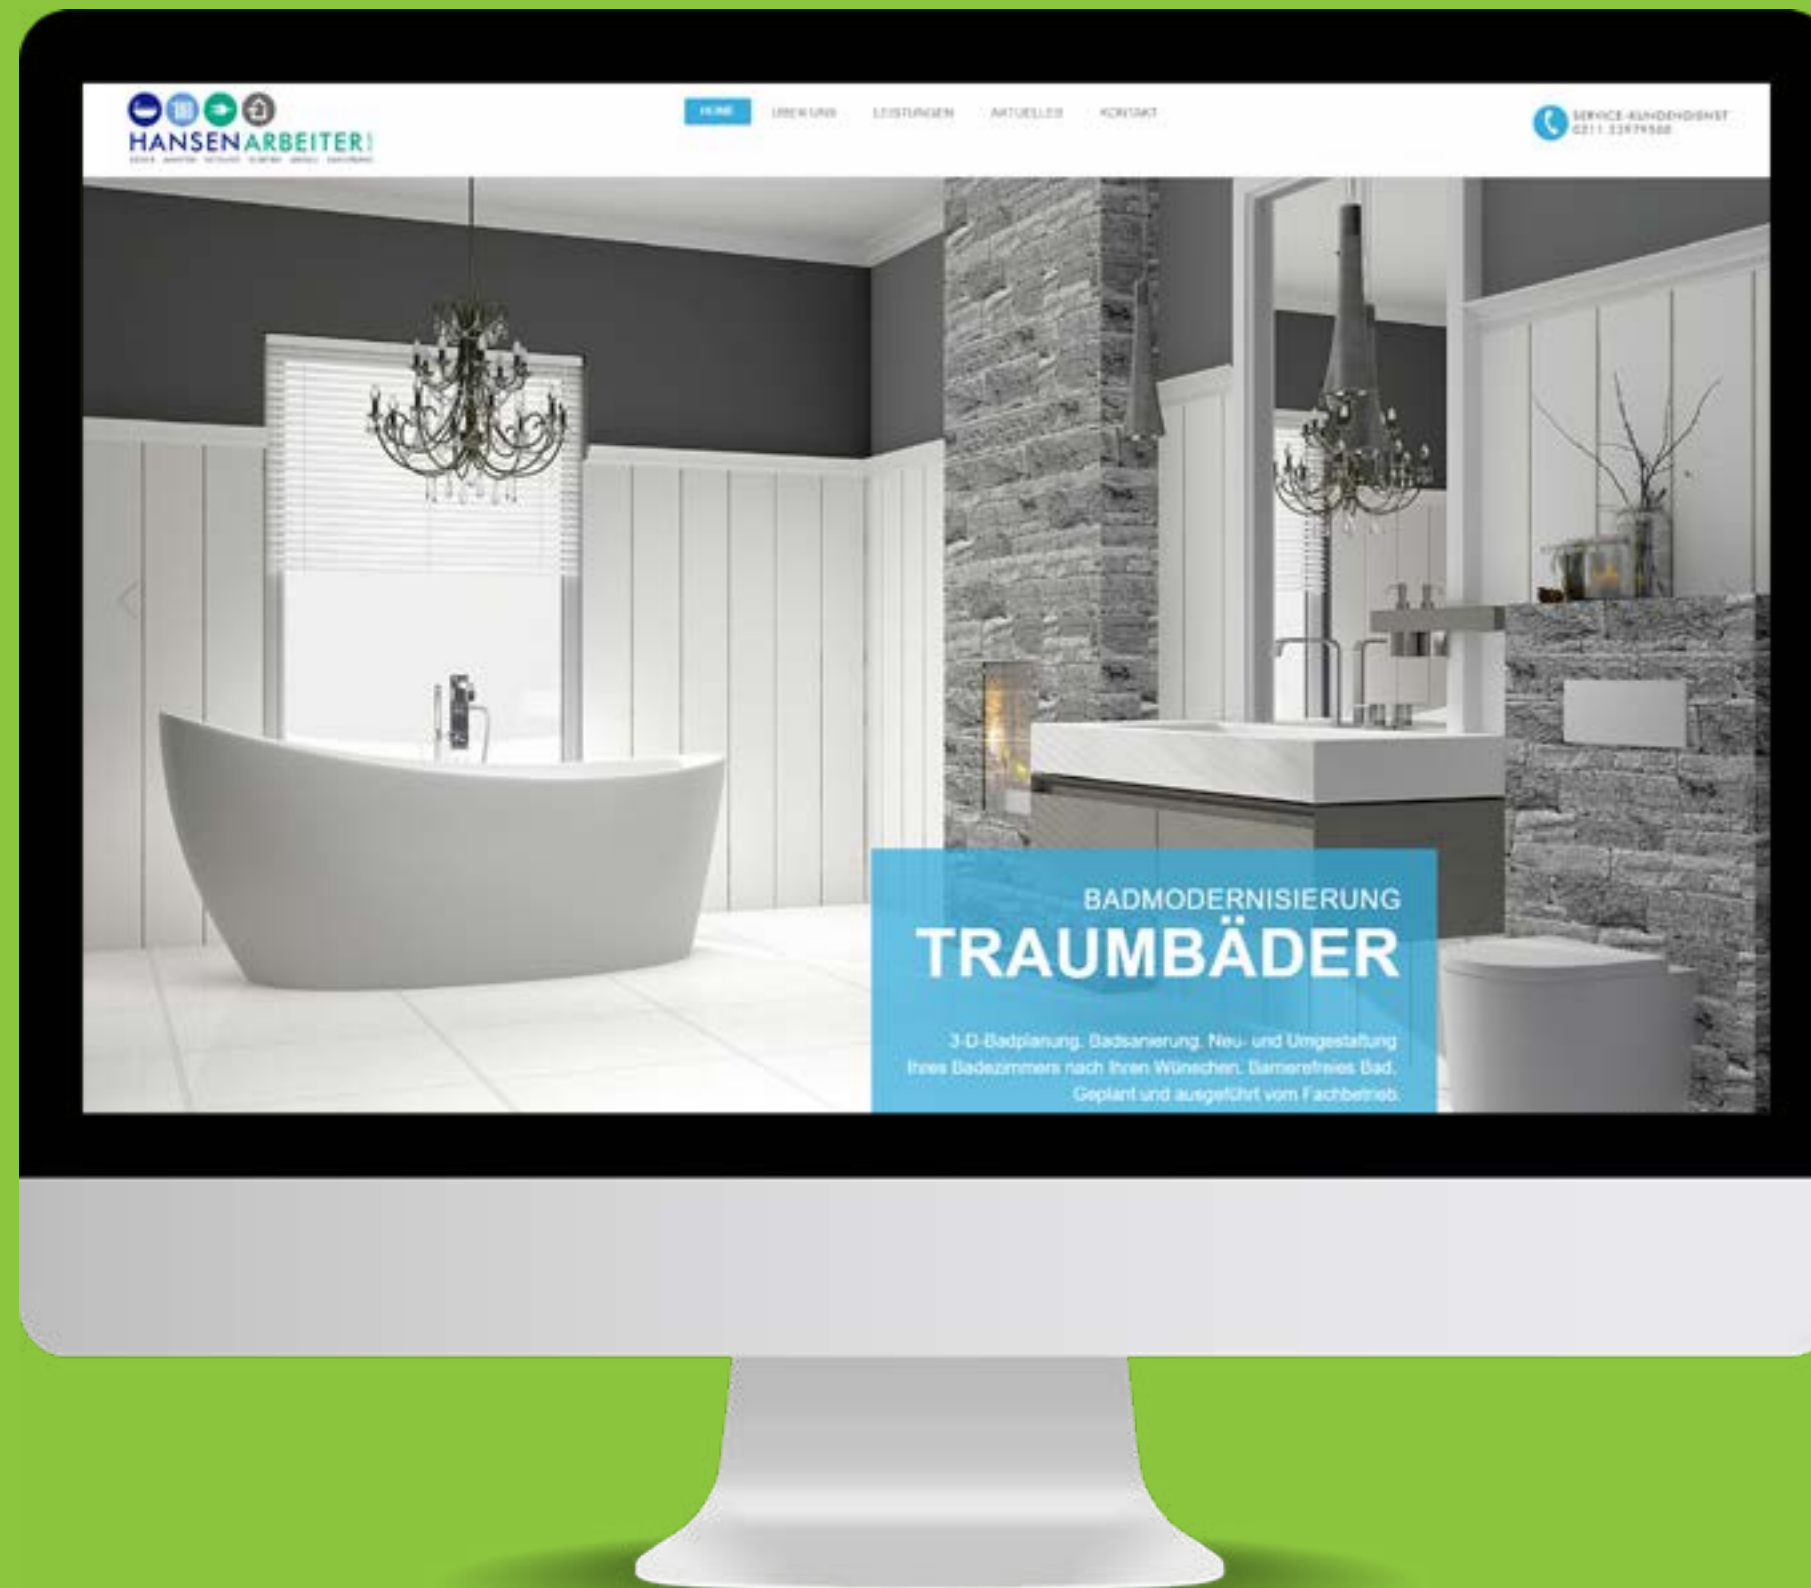 HANSENARBEITER
HOME ÜBER UNS LEISTUNGEN AKTUELLES KONTAKT
SERVICE-KUNDENDIENST
BADMODERNISIERUNG
TRAUMBÄDER
3-D-Badplanung. Badsanierung. Neu- und Umgestaltung
Ihres Badezimmers nach Ihren Wünschen. Barrierefreies Bad.
Geplant und ausgeführt vom Fachbetrieb.